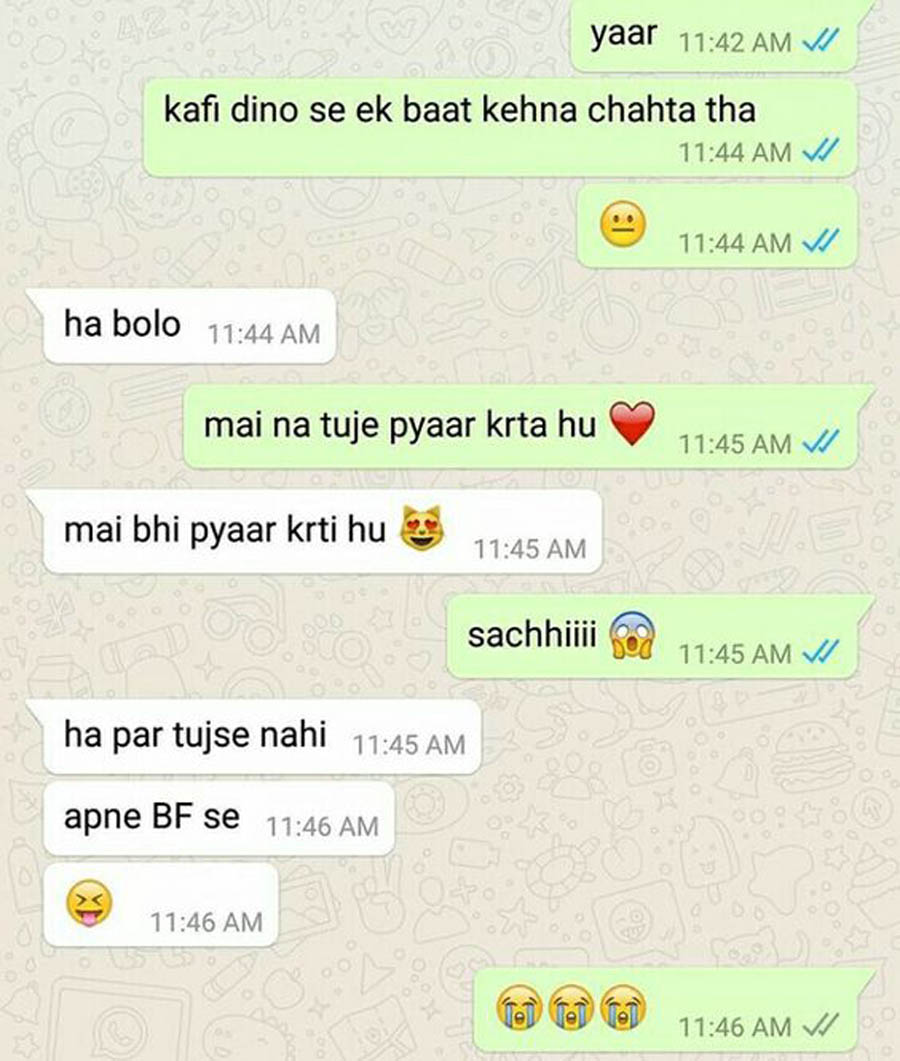 yaar 11:42 AM
kafi dino se ek baat kehna chahta tha
11:44 AM
😐 11:44 AM
ha bolo 11:44 AM
mai na tuje pyaar krta hu ❤️ 11:45 AM
mai bhi pyaar krti hu 😻 11:45 AM
sachhiiii 😱 11:45 AM
ha par tujse nahi 11:45 AM
apne BF se 11:46 AM
😝 11:46 AM
😭😭😭 11:46 AM